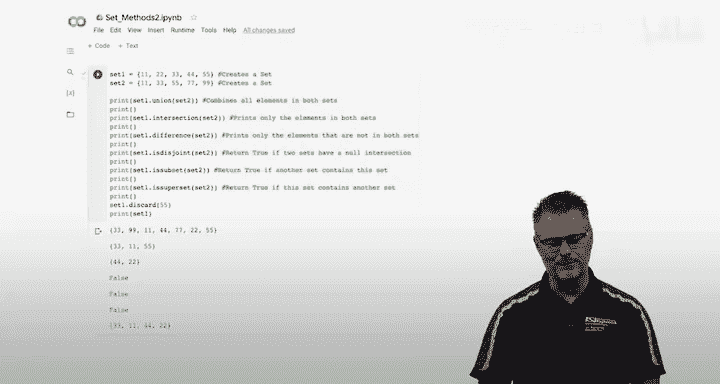 Set_Methods2.ipynb
File Edit View Insert Runtime Tools Help All changes saved
+ Code + Text
set1 = {11, 22, 33, 44, 55} #Creates a Set
set2 = {11, 33, 55, 77, 99} #Creates a Set
print(set1.union(set2)) #Combines all elements in both sets
print()
print(set1.intersection(set2)) #Prints only the elements in both sets
print()
print(set1.difference(set2)) #Prints only the elements that are not in both sets
print()
print(set1.isdisjoint(set2)) #Return True if two sets have a null intersection
print()
print(set1.issubset(set2)) #Return True if another set contains this set
print()
print(set1.issuperset(set2)) #Return True if this set contains another set
print()
set1.discard(55)
print(set1)
{33, 99, 11, 44, 77, 22, 55}
{33, 11, 55}
{44, 22}
False
False
False
{33, 11, 44, 22}